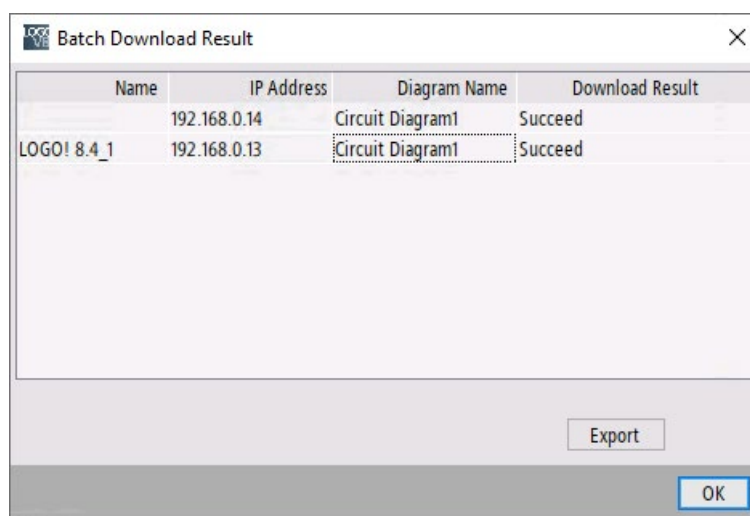 Batch Download Result
Name IP Address Diagram Name Download Result
192.168.0.14 Circuit Diagram1 Succeed
LOGO! 8.4_1 192.168.0.13 Circuit Diagram1 Succeed
Export
OK